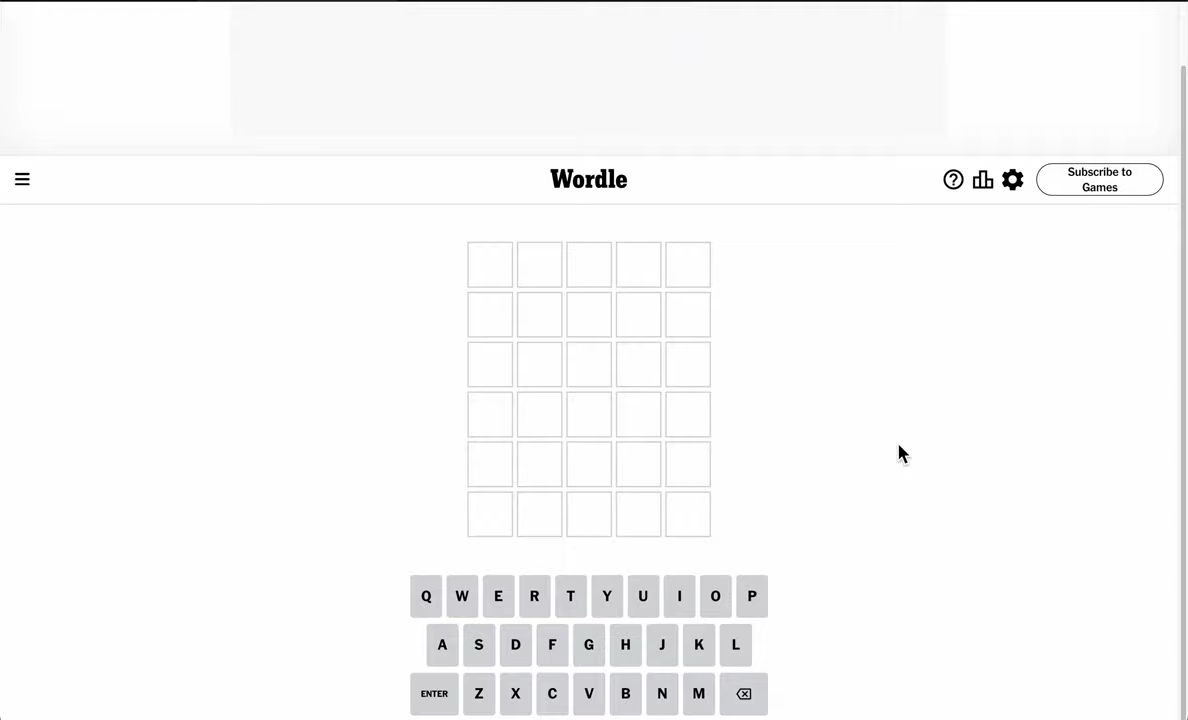 Wordle
Subscribe to
Games
Q W E R T Y U I O P
A S D F G H J K L
ENTER Z X C V B N M